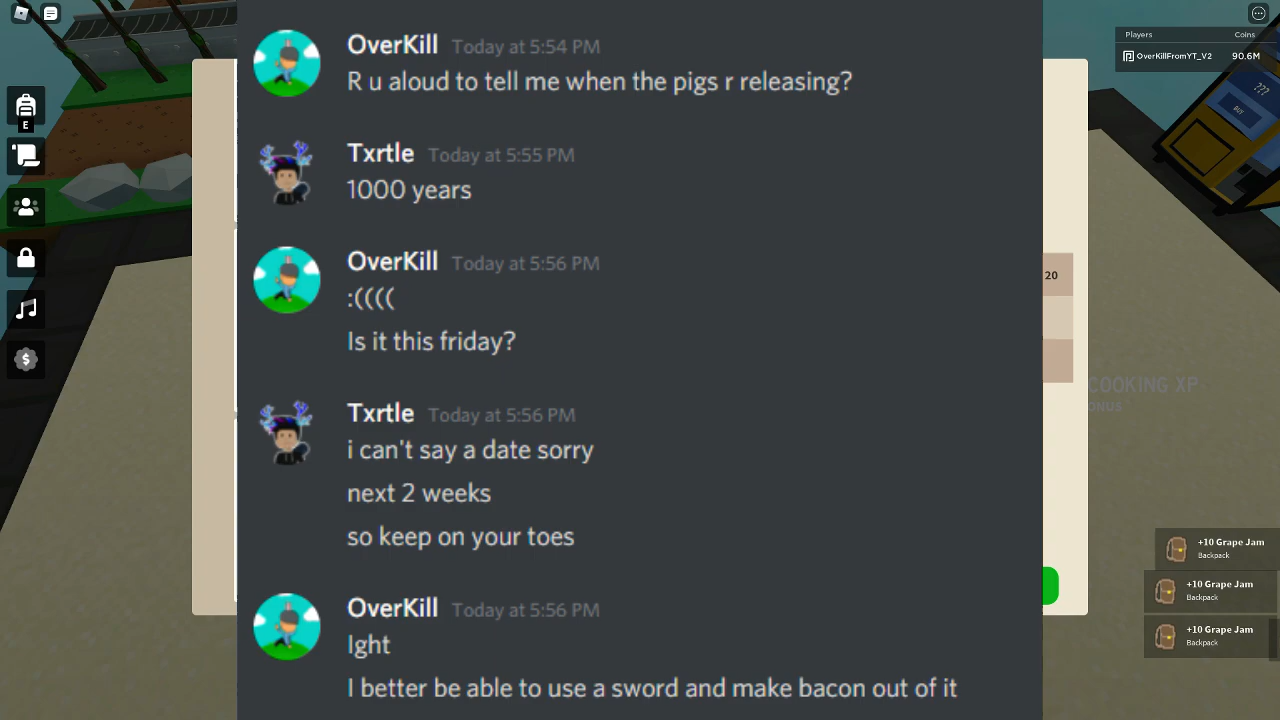 Players Coins
OverKillFromYT_V2 90.6M
E
OverKill Today at 5:54 PM
R u aloud to tell me when the pigs r releasing?
Txrtle Today at 5:55 PM
1000 years
OverKill Today at 5:56 PM
:((((
Is it this friday?
Txrtle Today at 5:56 PM
i can't say a date sorry
next 2 weeks
so keep on your toes
OverKill Today at 5:56 PM
Ight
I better be able to use a sword and make bacon out of it
???
BUY
20
COOKING XP
ONUS
+10 Grape Jam
Backpack
+10 Grape Jam
Backpack
+10 Grape Jam
Backpack